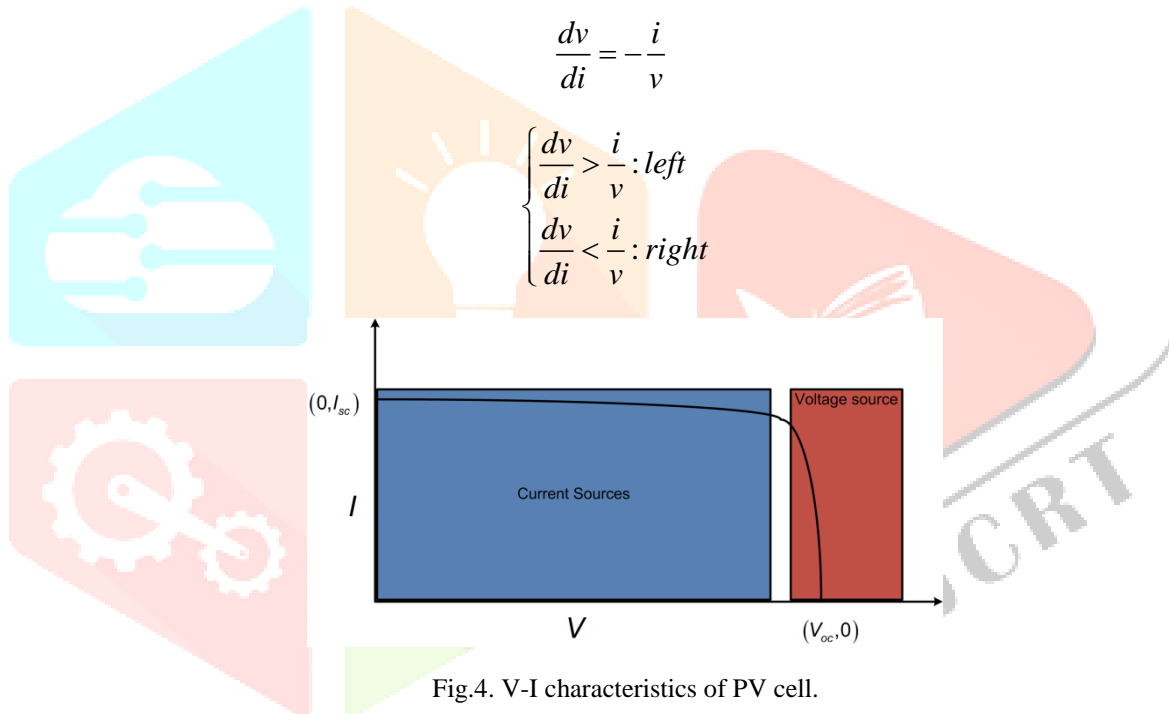 dv/di = -i/v
{ dv/di > i/v : left
dv/di < i/v : right
(0,I_sc)
Voltage source
Current Sources
I
V
(V_oc,0)
CRT
Fig.4. V-I characteristics of PV cell.